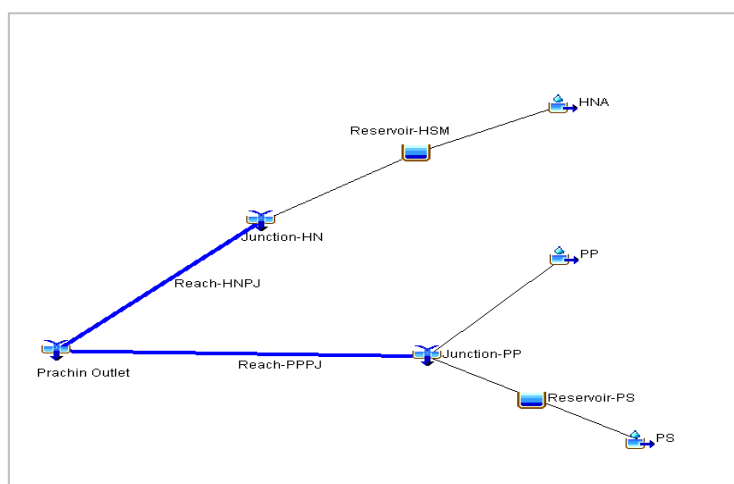 HNA
Reservoir-HSM
Junction-HN
PP
Reach-HNPJ
Junction-PP
Reach-PPPJ
Prachin Outlet
Reservoir-PS
PS